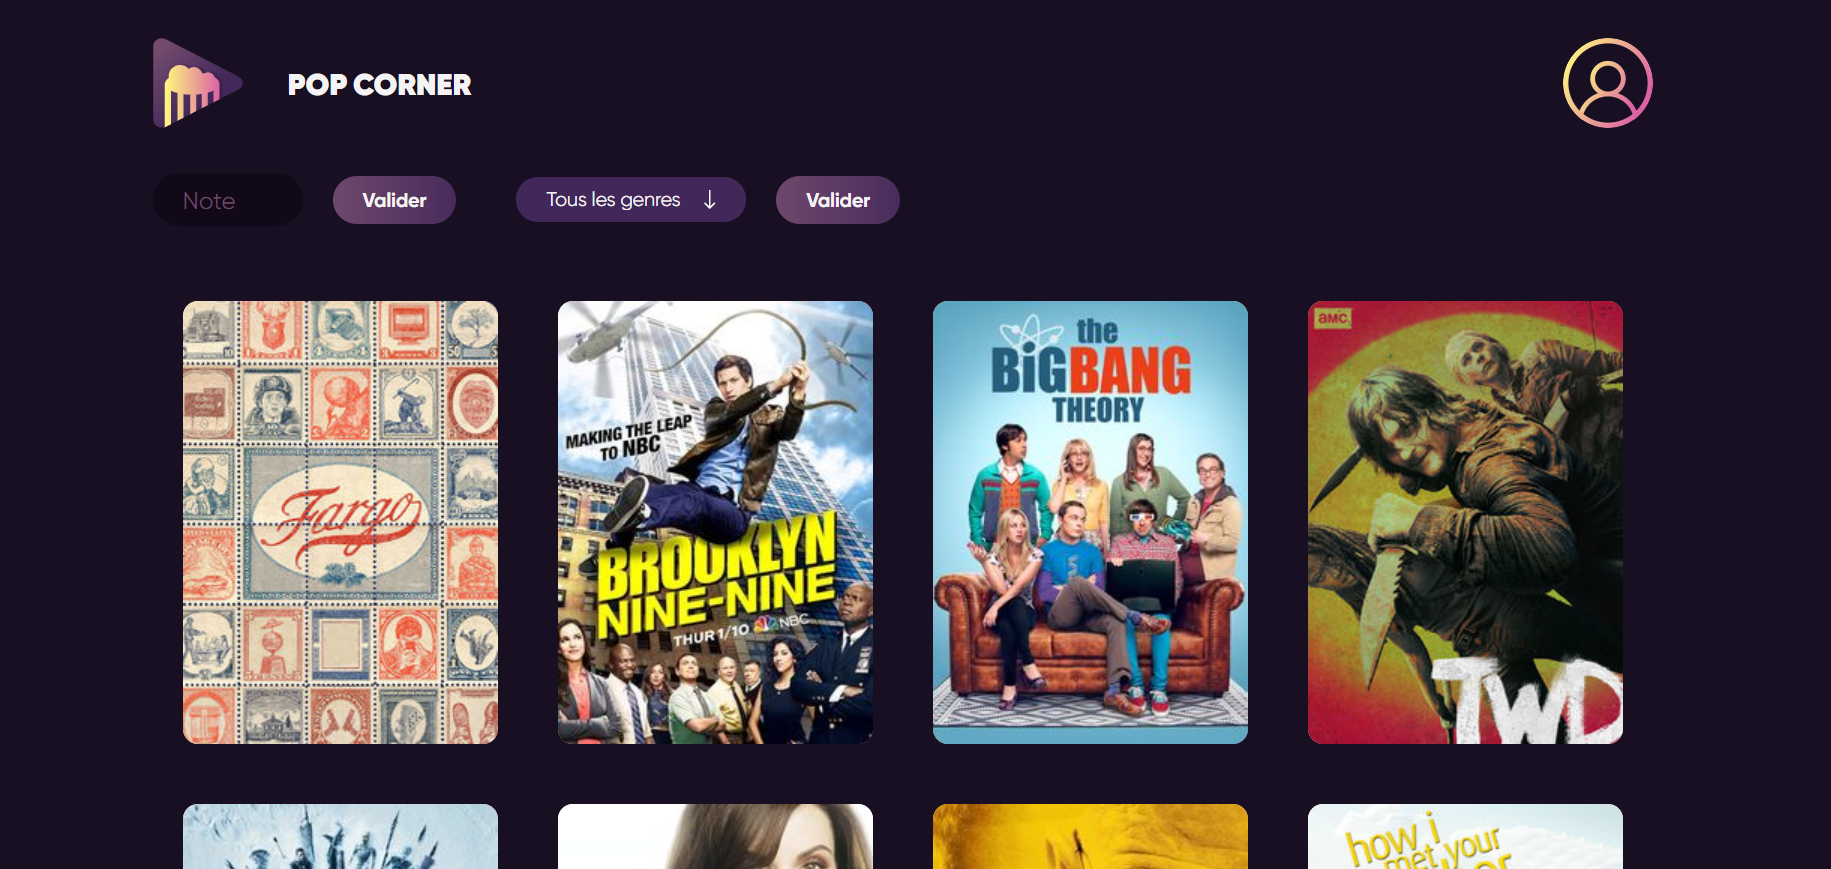 POP CORNER
Note
Valider
Tous les genres
Valider
Fargo
MAKING THE LEAP
TO NBC
BROOKLYN
NINE-NINE
THUR 1/10 NBC
the
BiG BANG
THEORY
amc
TWD
how i
met your